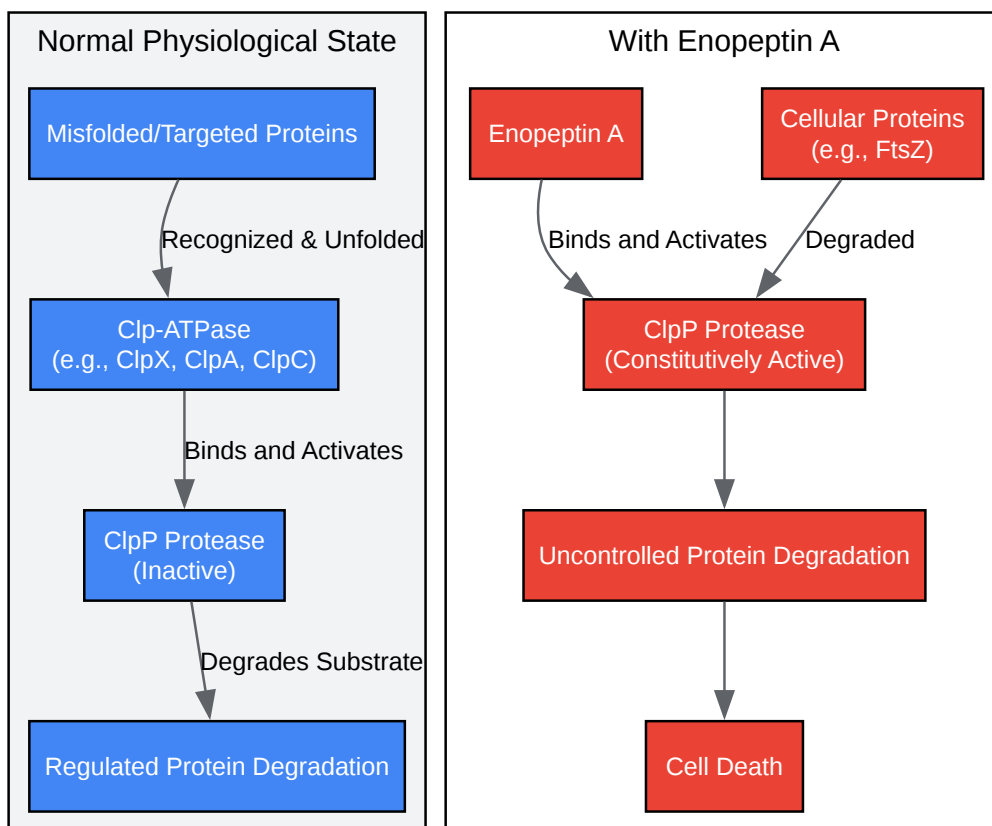 Normal Physiological State
Misfolded/Targeted Proteins
Recognized & Unfolded
Clp-ATPase
(e.g., ClpX, ClpA, ClpC)
Binds and Activates
ClpP Protease
(Inactive)
Degrades Substrate
Regulated Protein Degradation
With Enopeptin A
Enopeptin A
Cellular Proteins
(e.g., FtsZ)
Binds and Activates
Degraded
ClpP Protease
(Constitutively Active)
Uncontrolled Protein Degradation
Cell Death